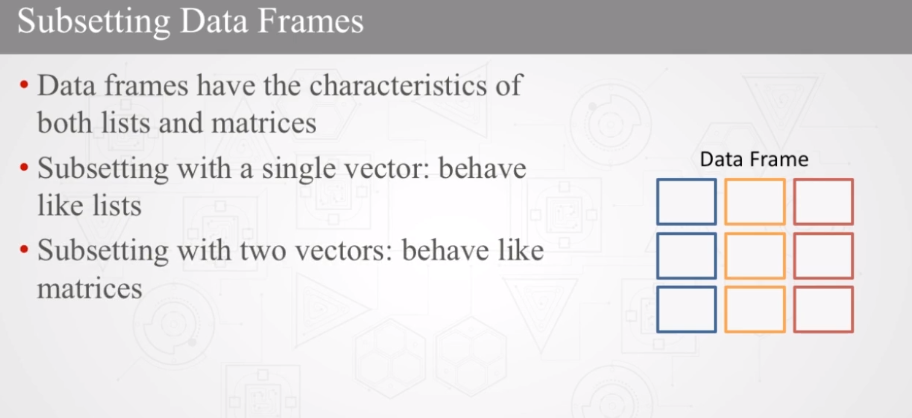 Subsetting Data Frames
• Data frames have the characteristics of
both lists and matrices
• Subsetting with a single vector: behave
like lists
• Subsetting with two vectors: behave like
matrices
Data Frame